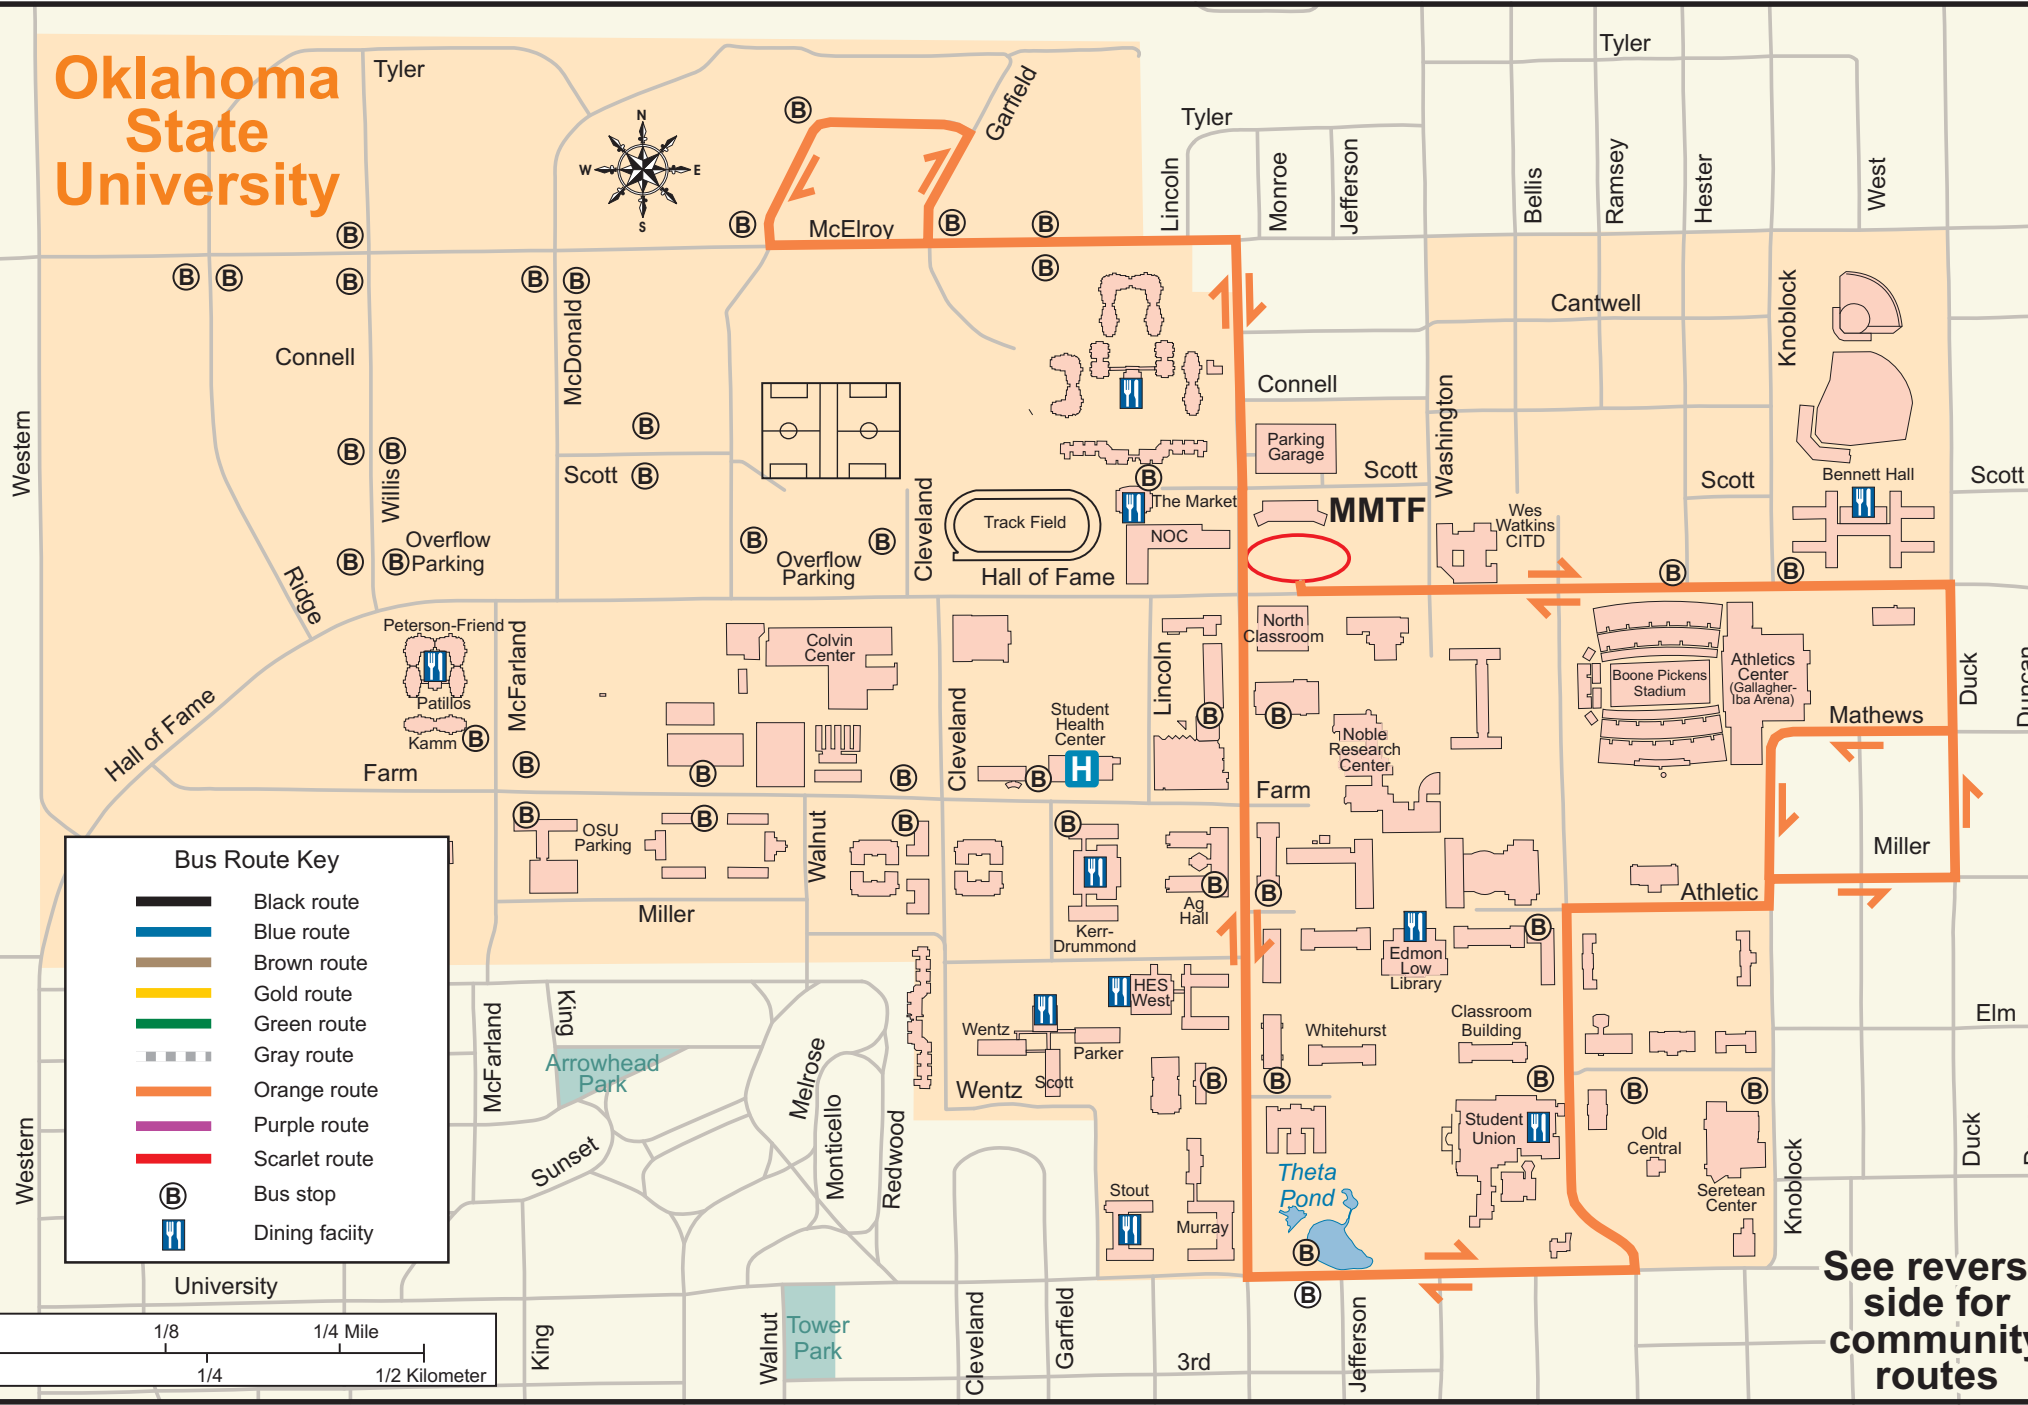 Oklahoma
State
University
Tyler
Tyler
Tyler
Garfield
N
W
E
S
B
B
B
B
B
McElroy
Lincoln
Monroe
Jefferson
Bellis
Ramsey
Hester
West
B
B
B
B
B
B
Cantwell
Knoblock
Connell
McDonald
Connell
Washington
Western
B
B
B
Willis
Scott
B
Cleveland
Track Field
B
The Market
NOC
Parking
Garage
Scott
MMTF
Scott
Bennett Hall
Scott
Wes
Watkins
CITD
Overflow
Parking
B
B
B
Overflow
Parking
B
Hall of Fame
B
B
Ridge
Peterson-Friend
Patillos
Kamm
B
McFarland
Colvin
Center
North
Classroom
Lincoln
Boone Pickens
Stadium
Athletics
Center
(Gallagher-
Iba Arena)
Duck
Duncan
Mathews
Hall of Fame
Farm
B
B
B
Cleveland
Student
Health
Center
H
B
B
B
Noble
Research
Center
Farm
B
OSU
Parking
B
Walnut
B
B
Kerr-
Drummond
B
Ag
Hall
B
Miller
Athletic
Miller
B
Edmon
Low
Library
Bus Route Key
Black route
Blue route
Brown route
Gold route
Green route
Gray route
Orange route
Purple route
Scarlet route
B Bus stop
Dining faciity
McFarland
King
Arrowhead
Park
Melrose
Monticello
Redwood
Sunset
HES
West
Wentz
Parker
Scott
Wentz
B
B
Whitehurst
Classroom
Building
B
B
B
Elm
Student
Union
Old
Central
Seretean
Center
Knoblock
Duck
Theta
Pond
B
B
Stout
Murray
Western
University
1/8
1/4 Mile
1/4
1/2 Kilometer
King
Walnut
Tower
Park
Cleveland
Garfield
3rd
Jefferson
See revers
side for
community
routes